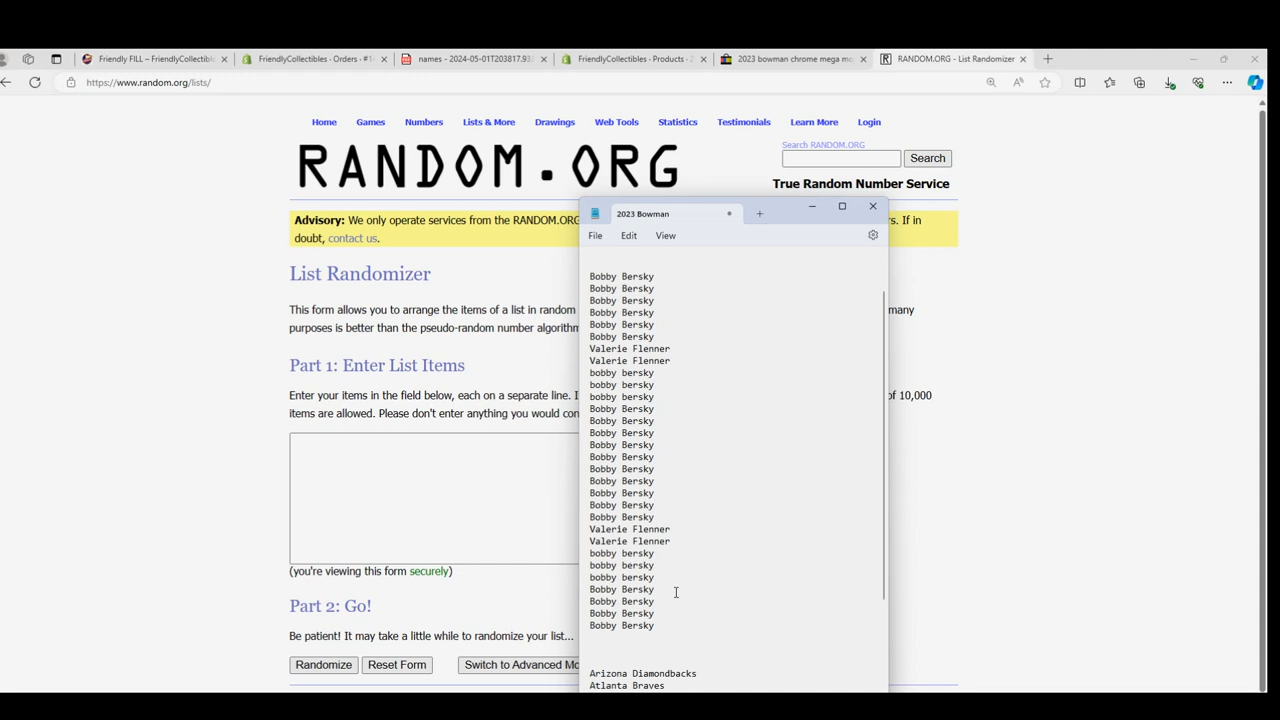 Friendly FILL – FriendlyCollectibl
FriendlyCollectibles · Orders · #1
names - 2024-05-01T203817.93
FriendlyCollectibles · Products · 2
2023 bowman chrome mega mo
RANDOM.ORG - List Randomizer
https://www.random.org/lists/
Home Games Numbers Lists & More Drawings Web Tools Statistics Testimonials Learn More Login
Search RANDOM.ORG
RANDOM.ORG
Search
True Random Number Service
Advisory: We only operate services from the RANDOM.ORG
rs. If in
doubt, contact us.
2023 Bowman
File Edit View
List Randomizer
This form allows you to arrange the items of a list in random
many
purposes is better than the pseudo-random number algorithm
Part 1: Enter List Items
Enter your items in the field below, each on a separate line. I
of 10,000
items are allowed. Please don't enter anything you would con
(you're viewing this form securely)
Part 2: Go!
Be patient! It may take a little while to randomize your list...
Randomize
Reset Form
Switch to Advanced Mo
Bobby Bersky
Bobby Bersky
Bobby Bersky
Bobby Bersky
Bobby Bersky
Bobby Bersky
Valerie Flenner
Valerie Flenner
bobby bersky
bobby bersky
bobby bersky
Bobby Bersky
Bobby Bersky
Bobby Bersky
Bobby Bersky
Bobby Bersky
Bobby Bersky
Bobby Bersky
Bobby Bersky
Bobby Bersky
Bobby Bersky
Valerie Flenner
Valerie Flenner
bobby bersky
bobby bersky
bobby bersky
Bobby Bersky
Bobby Bersky
Bobby Bersky
Bobby Bersky
Arizona Diamondbacks
Atlanta Braves